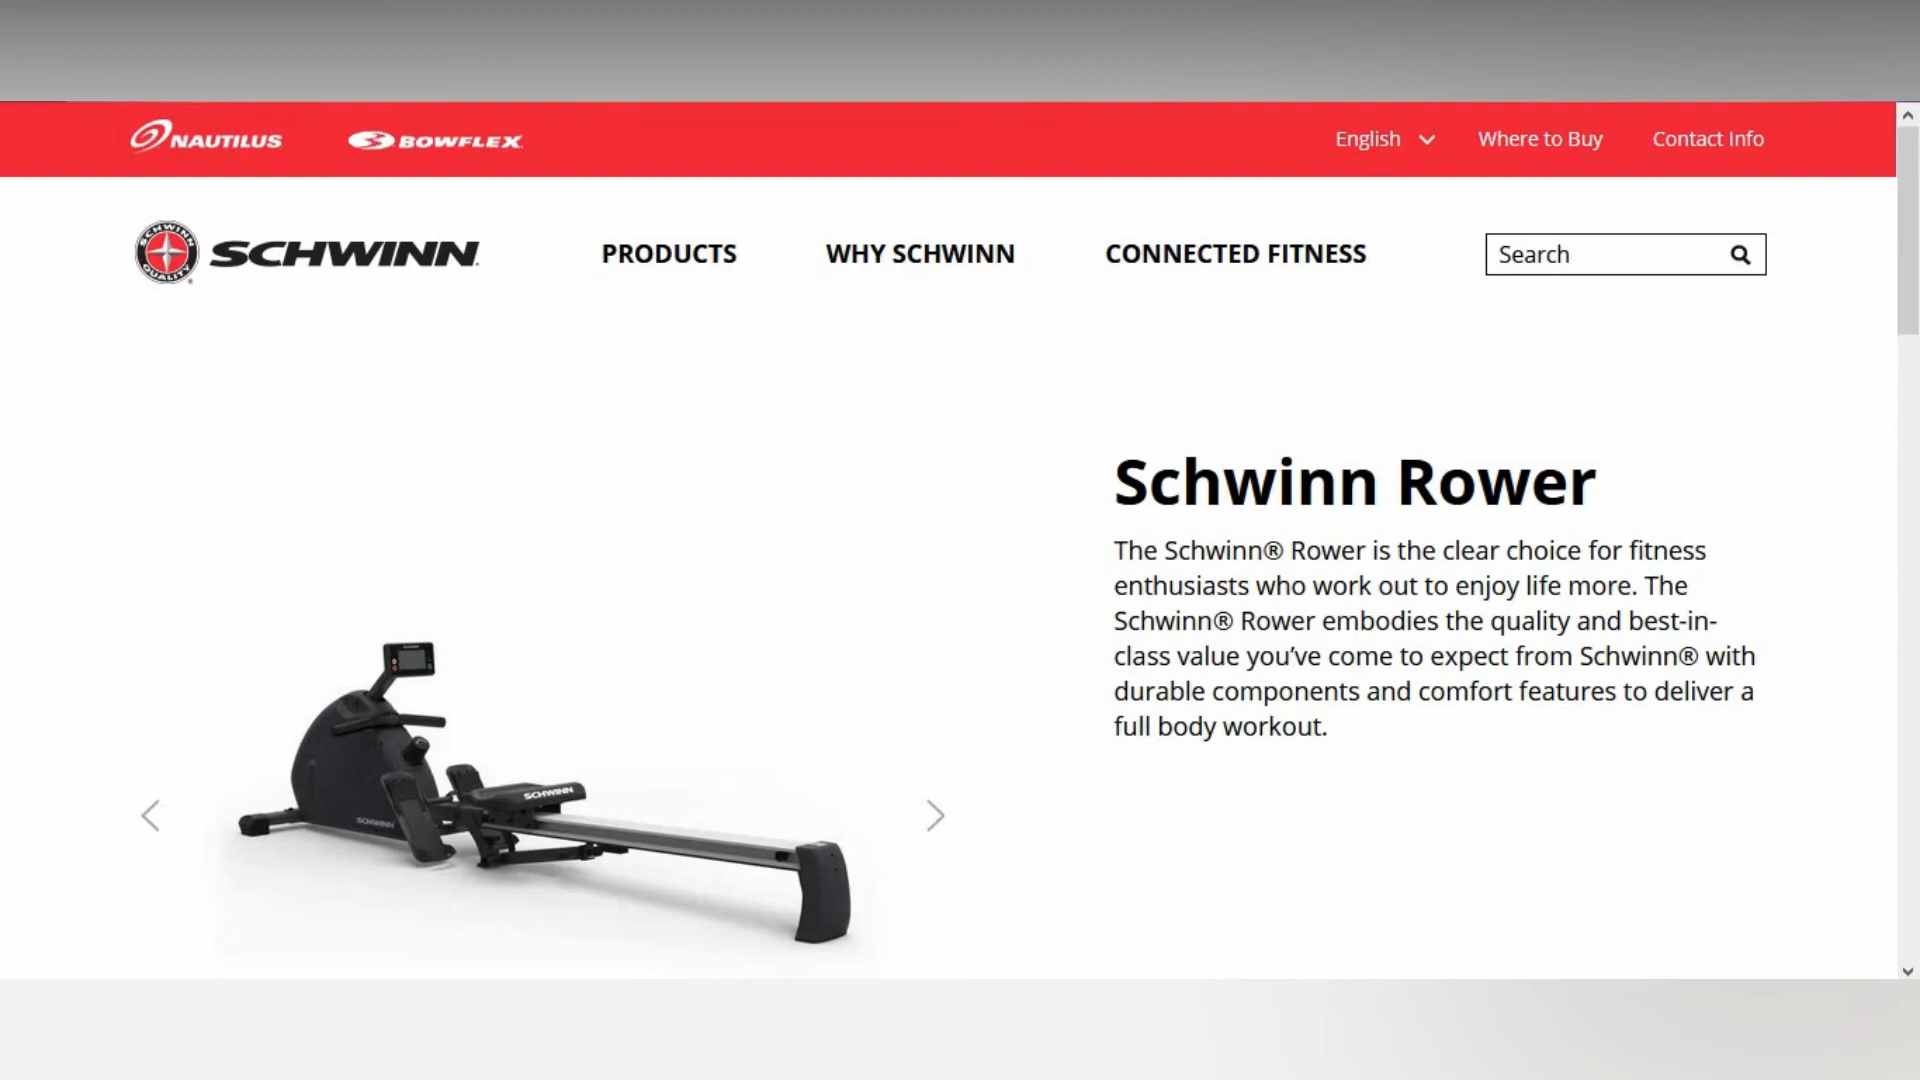 NAUTILUS BOWFLEX English Where to Buy Contact Info
SCHWINN QUALITY SCHWINN PRODUCTS WHY SCHWINN CONNECTED FITNESS Search
Schwinn Rower
The Schwinn® Rower is the clear choice for fitness
enthusiasts who work out to enjoy life more. The
Schwinn® Rower embodies the quality and best-in-
class value you’ve come to expect from Schwinn® with
durable components and comfort features to deliver a
full body workout.
SCHWINN
SCHWINN